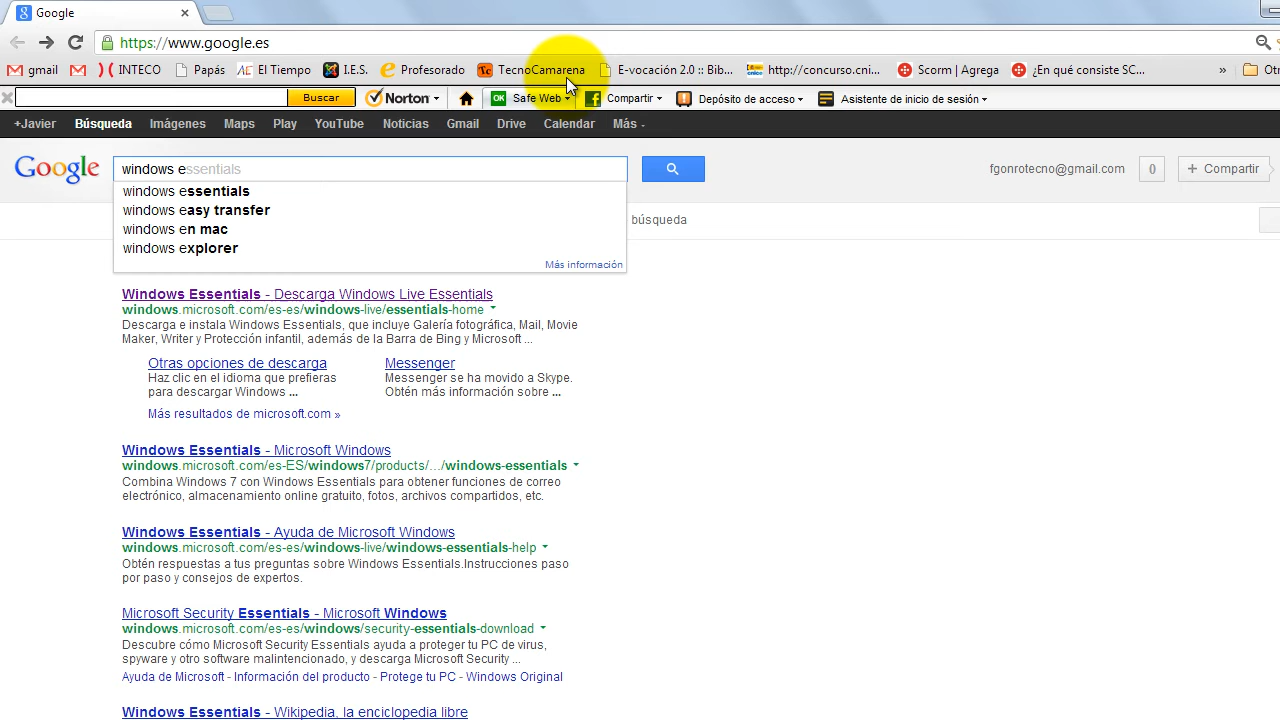 Google
https://www.google.es
gmail INTECO Papás El Tiempo I.E.S. Profesorado TecnoCamarena E-vocación 2.0 :: Bib... http://concurso.cni... Scorm | Agrega ¿En qué consiste SC... »
Buscar Norton Safe Web Compartir Depósito de acceso Asistente de inicio de sesión
+Javier Búsqueda Imágenes Maps Play YouTube Noticias Gmail Drive Calendar Más
Google windows essentials fgonrotecno@gmail.com 0 + Compartir
windows essentials
windows easy transfer
windows en mac
windows explorer
Más información
búsqueda
Windows Essentials - Descarga Windows Live Essentials
windows.microsoft.com/es-es/windows-live/essentials-home
Descarga e instala Windows Essentials, que incluye Galería fotográfica, Mail, Movie
Maker, Writer y Protección infantil, además de la Barra de Bing y Microsoft ...
Otras opciones de descarga Messenger
Haz clic en el idioma que prefieras Messenger se ha movido a Skype.
para descargar Windows ... Obtén más información sobre ...
Más resultados de microsoft.com »
Windows Essentials - Microsoft Windows
windows.microsoft.com/es-ES/windows7/products/.../windows-essentials
Combina Windows 7 con Windows Essentials para obtener funciones de correo
electrónico, almacenamiento online gratuito, fotos, archivos compartidos, etc.
Windows Essentials - Ayuda de Microsoft Windows
windows.microsoft.com/es-es/windows-live/windows-essentials-help
Obtén respuestas a tus preguntas sobre Windows Essentials.Instrucciones paso
por paso y consejos de expertos.
Microsoft Security Essentials - Microsoft Windows
windows.microsoft.com/es-es/windows/security-essentials-download
Descubre cómo Microsoft Security Essentials ayuda a proteger tu PC de virus,
spyware y otro software malintencionado, y descarga Microsoft Security ...
Ayuda de Microsoft - Información del producto - Protege tu PC - Windows Original
Windows Essentials - Wikipedia, la enciclopedia libre